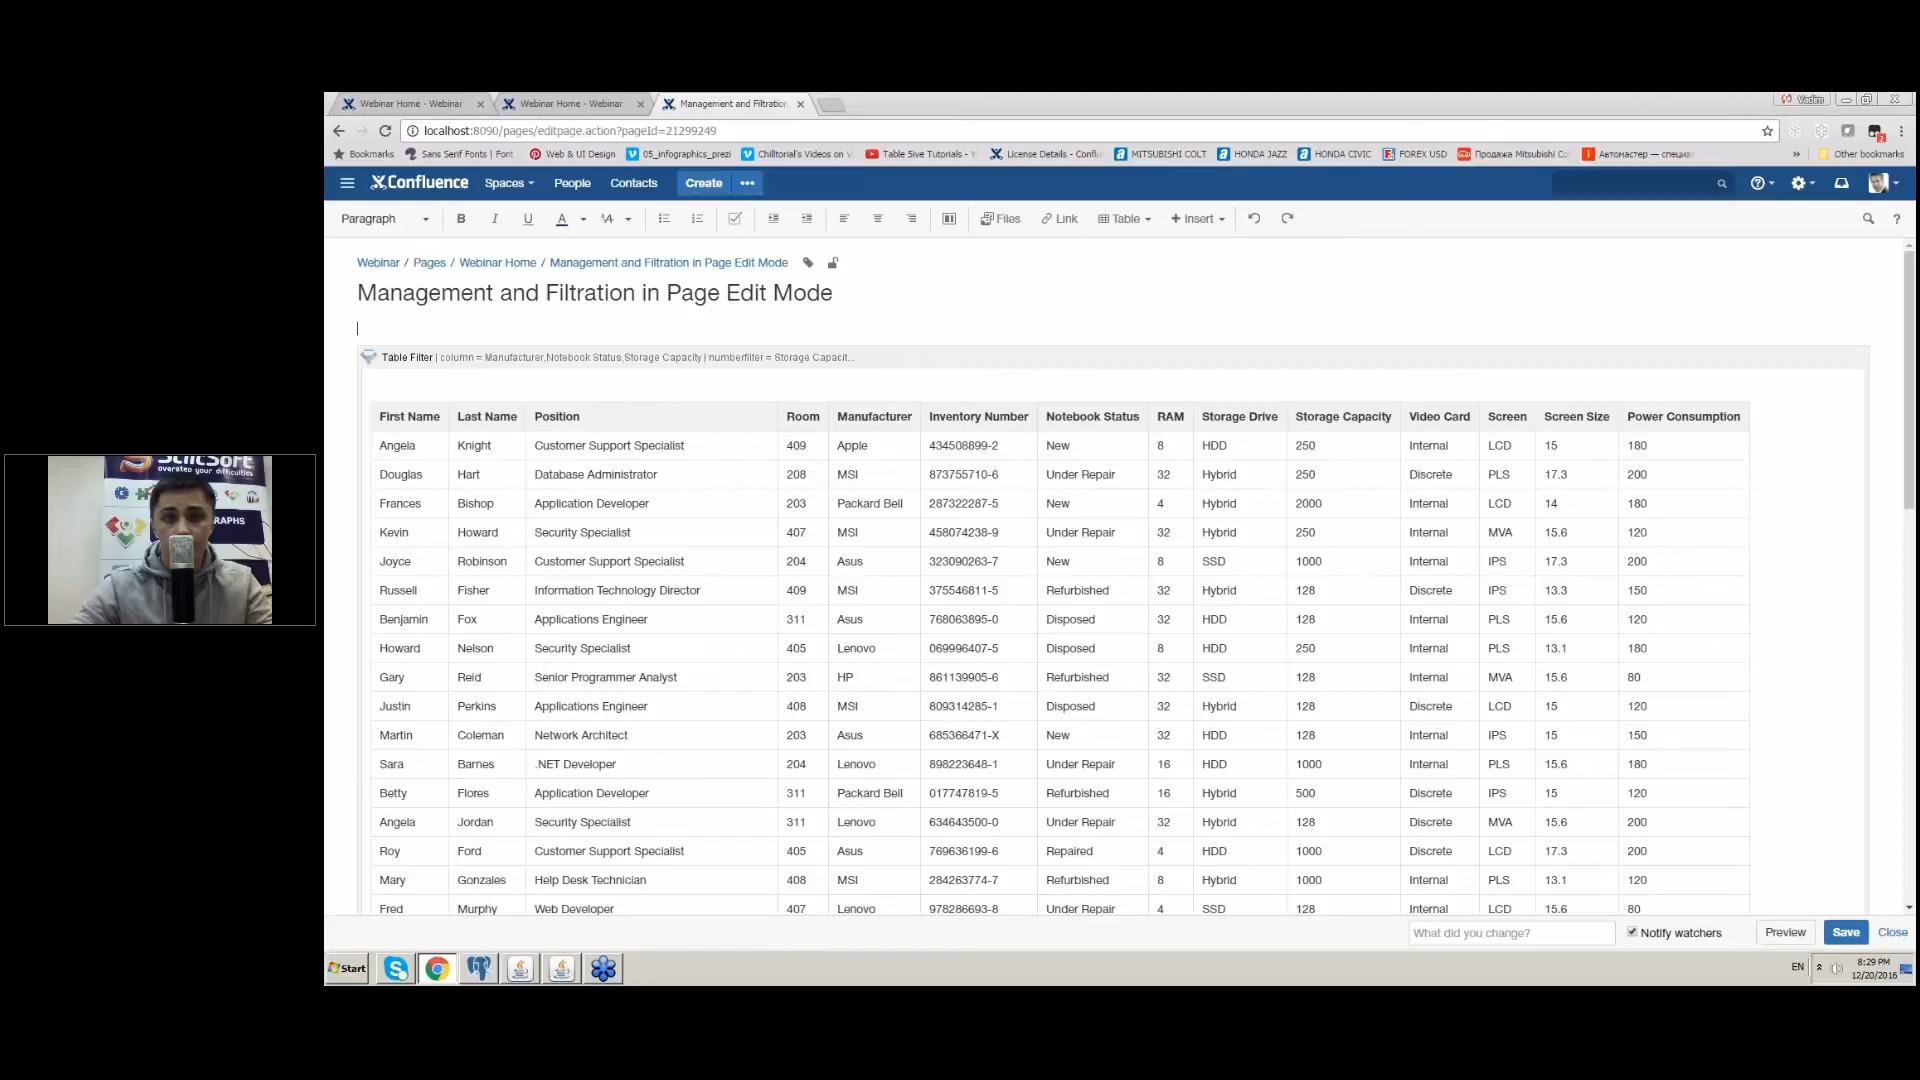 Webinar Home - Webinar
Webinar Home - Webinar
Management and Filtration
Vadim
localhost:8090/pages/editpage.action?pageId=21299249
Bookmarks Sans Serif Fonts | Font Web & UI Design 05_infographics_prezi Chilltorial's Videos on V Table 5ive Tutorials - Y License Details - Conflu MITSUBISHI COLT HONDA JAZZ HONDA CIVIC FOREX USD Продажа Mitsubishi Co Автомастер — специа » Other bookmarks
Confluence Spaces People Contacts Create •••
Paragraph B I U A Files Link Table Insert ?
Webinar / Pages / Webinar Home / Management and Filtration in Page Edit Mode
Management and Filtration in Page Edit Mode
Table Filter | column = Manufacturer,Notebook Status,Storage Capacity | numberfilter = Storage Capacit...
First Name Last Name Position Room Manufacturer Inventory Number Notebook Status RAM Storage Drive Storage Capacity Video Card Screen Screen Size Power Consumption
Angela Knight Customer Support Specialist 409 Apple 434508899-2 New 8 HDD 250 Internal LCD 15 180
Douglas Hart Database Administrator 208 MSI 873755710-6 Under Repair 32 Hybrid 250 Discrete PLS 17.3 200
Frances Bishop Application Developer 203 Packard Bell 287322287-5 New 4 Hybrid 2000 Internal LCD 14 180
Kevin Howard Security Specialist 407 MSI 458074238-9 Under Repair 32 Hybrid 250 Internal MVA 15.6 120
Joyce Robinson Customer Support Specialist 204 Asus 323090263-7 New 8 SSD 1000 Internal IPS 17.3 200
Russell Fisher Information Technology Director 409 MSI 375546811-5 Refurbished 32 Hybrid 128 Discrete IPS 13.3 150
Benjamin Fox Applications Engineer 311 Asus 768063895-0 Disposed 32 HDD 128 Internal PLS 15.6 120
Howard Nelson Security Specialist 405 Lenovo 069996407-5 Disposed 8 HDD 250 Internal PLS 13.1 180
Gary Reid Senior Programmer Analyst 203 HP 861139905-6 Refurbished 32 SSD 128 Internal MVA 15.6 80
Justin Perkins Applications Engineer 408 MSI 809314285-1 Disposed 32 Hybrid 128 Discrete LCD 15 120
Martin Coleman Network Architect 203 Asus 685366471-X New 32 HDD 128 Internal IPS 15 150
Sara Barnes .NET Developer 204 Lenovo 898223648-1 Under Repair 16 HDD 1000 Internal PLS 15.6 180
Betty Flores Application Developer 311 Packard Bell 017747819-5 Refurbished 16 Hybrid 500 Discrete IPS 15 120
Angela Jordan Security Specialist 311 Lenovo 634643500-0 Under Repair 32 Hybrid 128 Discrete MVA 15.6 200
Roy Ford Customer Support Specialist 405 Asus 769636199-6 Repaired 4 HDD 1000 Discrete LCD 17.3 200
Mary Gonzales Help Desk Technician 408 MSI 284263774-7 Refurbished 8 Hybrid 1000 Internal PLS 13.1 120
Fred Murphy Web Developer 407 Lenovo 978286693-8 Under Repair 4 SSD 128 Internal LCD 15.6 80
What did you change? Notify watchers Preview Save Close
Start EN 8:29 PM
12/20/2016
StiltSoft
overstep your difficulties
RAPHS